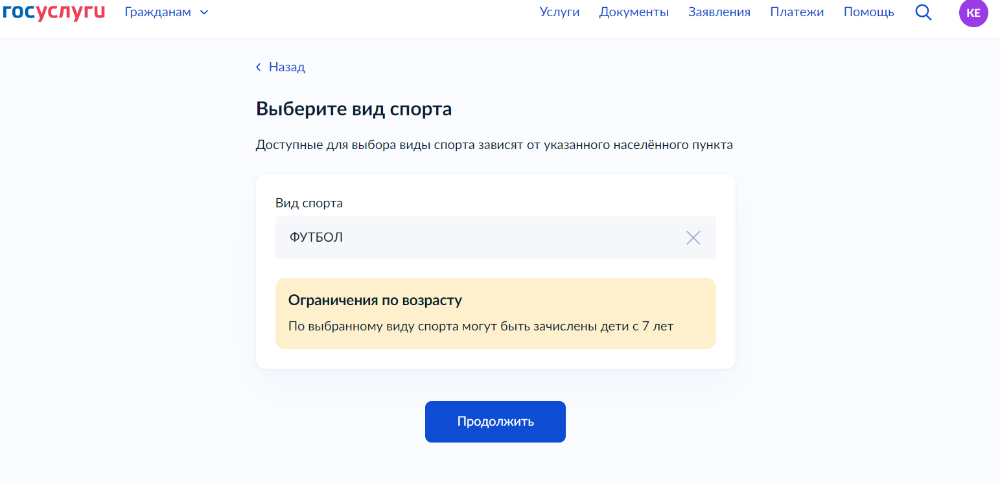 госуслуги Гражданам Услуги Документы Заявления Платежи Помощь КЕ
Назад
Выберите вид спорта
Доступные для выбора виды спорта зависят от указанного населённого пункта
Вид спорта
ФУТБОЛ
Ограничения по возрасту
По выбранному виду спорта могут быть зачислены дети с 7 лет
Продолжить